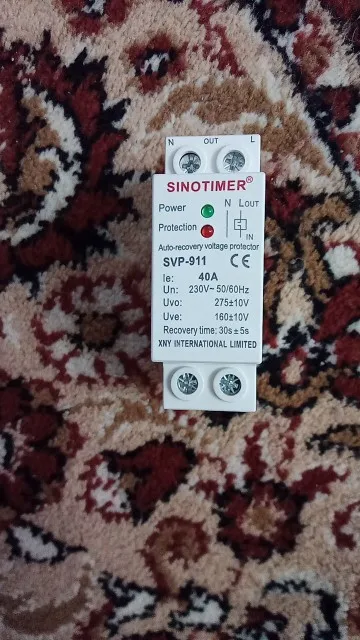 N OUT L
SINOTIMER®
Power N LOUT
Protection IN
Auto-recovery voltage protector
SVP-911 CE
Ie: 40A
Un: 230V~50/60Hz
Uvo: 275±10V
Uve: 160±10V
Recovery time: 30s±5s
XNY INTERNATIONAL LIMITED